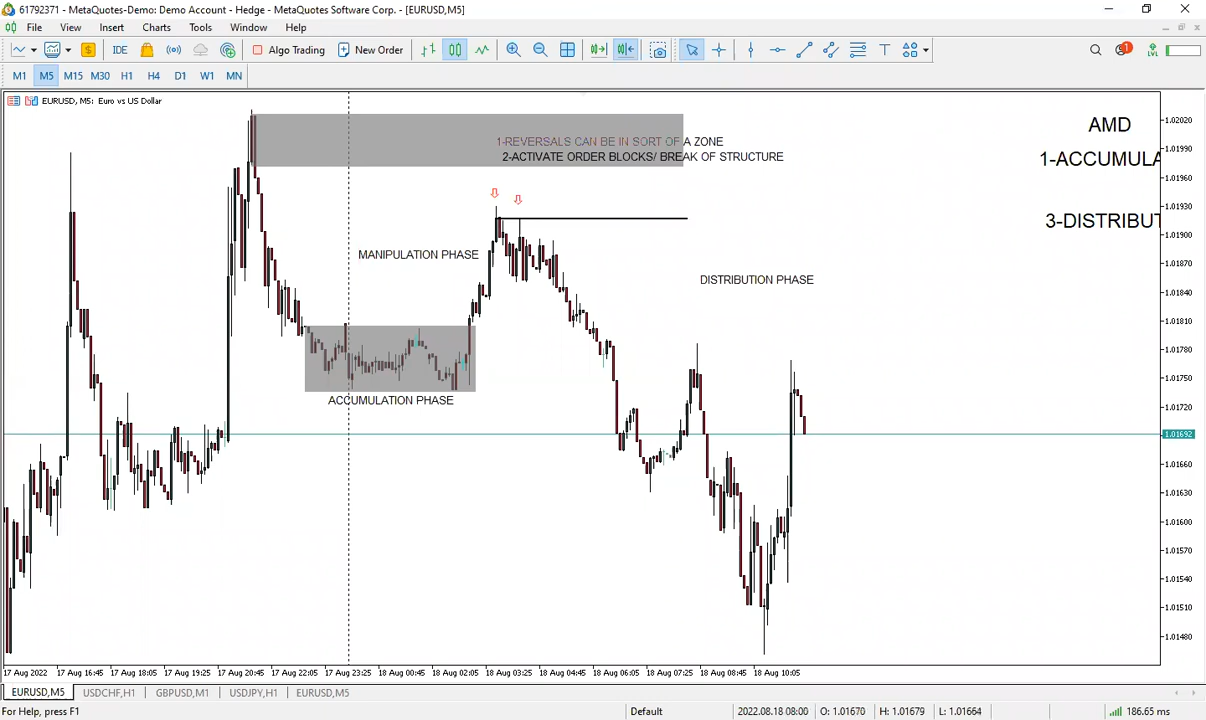 61792371 - MetaQuotes-Demo: Demo Account - Hedge - MetaQuotes Software Corp. - [EURUSD,M5]
File View Insert Charts Tools Window Help
IDE Algo Trading New Order 1 LVL
M1 M5 M15 M30 H1 H4 D1 W1 MN
EURUSD, M5: Euro vs US Dollar
1.02020
AMD
1-REVERSALS CAN BE IN SORT OF A ZONE
1.01990
2-ACTIVATE ORDER BLOCKS/ BREAK OF STRUCTURE
1-ACCUMULA
1.01960
1.01930
3-DISTRIBUT
1.01900
MANIPULATION PHASE
1.01870
DISTRIBUTION PHASE
1.01840
1.01810
1.01780
1.01750
ACCUMULATION PHASE
1.01720
1.01692
1.01660
1.01630
1.01600
1.01570
1.01540
1.01510
1.01480
17 Aug 2022 17 Aug 16:45 17 Aug 18:05 17 Aug 19:25 17 Aug 20:45 17 Aug 22:05 17 Aug 23:25 18 Aug 00:45 18 Aug 02:05 18 Aug 03:25 18 Aug 04:45 18 Aug 06:05 18 Aug 07:25 18 Aug 08:45 18 Aug 10:05
EURUSD,M5 USDCHF,H1 GBPUSD,M1 USDJPY,H1 EURUSD,M5
For Help, press F1 Default 2022.08.18 08:00 O: 1.01670 H: 1.01679 L: 1.01664 186.65 ms